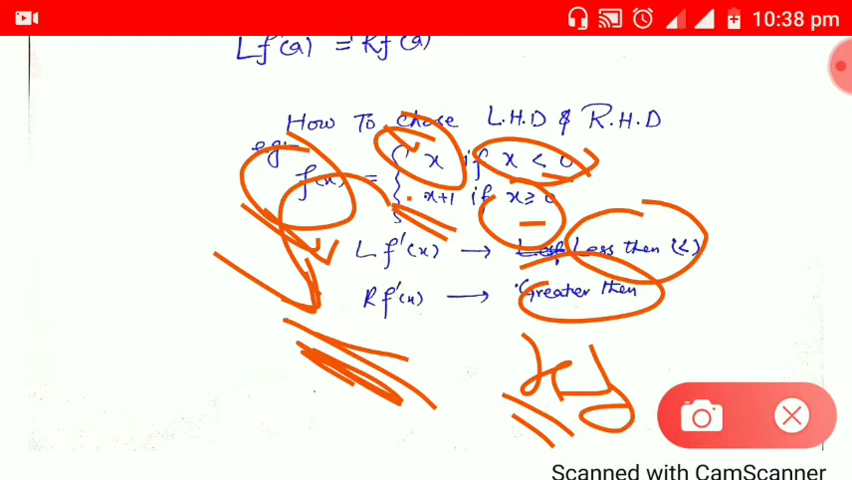 10:38 pm
Lf'(a) = Rf'(a)
How To chose L.H.D & R.H.D
eg:-
f(x) = { x if x < 0
x+1 if x ≥ 0
Lf'(x) → Less then (<)
Rf'(x) → Greater then
Scanned with CamScanner